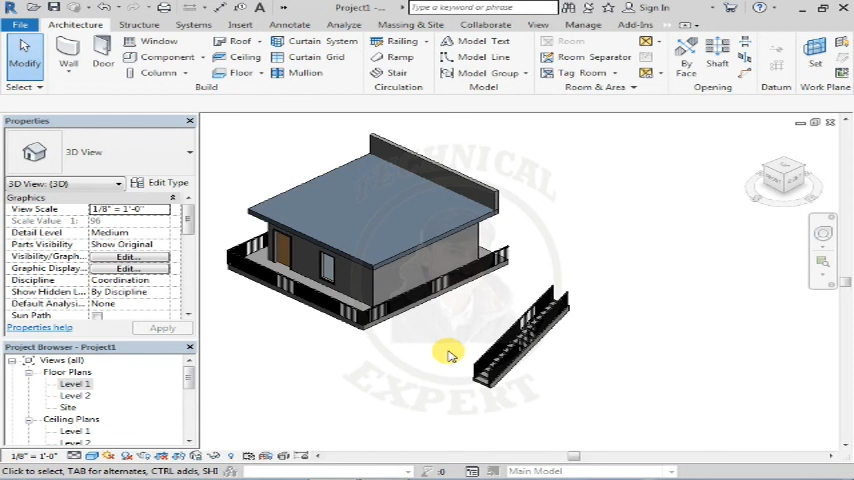 Project1 -...
Type a keyword or phrase
Sign In
File Architecture Structure Systems Insert Annotate Analyze Massing & Site Collaborate View Manage Add-Ins
Window Roof Curtain System Railing Model Text Room
Modify Wall Door Component Ceiling Curtain Grid Ramp Model Line Room Separator By Face Shaft Set
Column Floor Mullion Stair Model Group Tag Room
Select Build Circulation Model Room & Area Opening Datum Work Plane
Properties
3D View
3D View: {3D} Edit Type
Graphics
View Scale 1/8" = 1'-0"
Scale Value 1: 96
Detail Level Medium
Parts Visibility Show Original
Visibility/Graph... Edit...
Graphic Display... Edit...
Discipline Coordination
Show Hidden L... By Discipline
Default Analysi... None
Sun Path
Properties help Apply
Project Browser - Project1
Views (all)
Floor Plans
Level 1
Level 2
Site
Ceiling Plans
Level 1
Level 2
TECHNICAL
EXPERT
1/8" = 1'-0"
Click to select, TAB for alternates, CTRL adds, SHI :0 Main Model